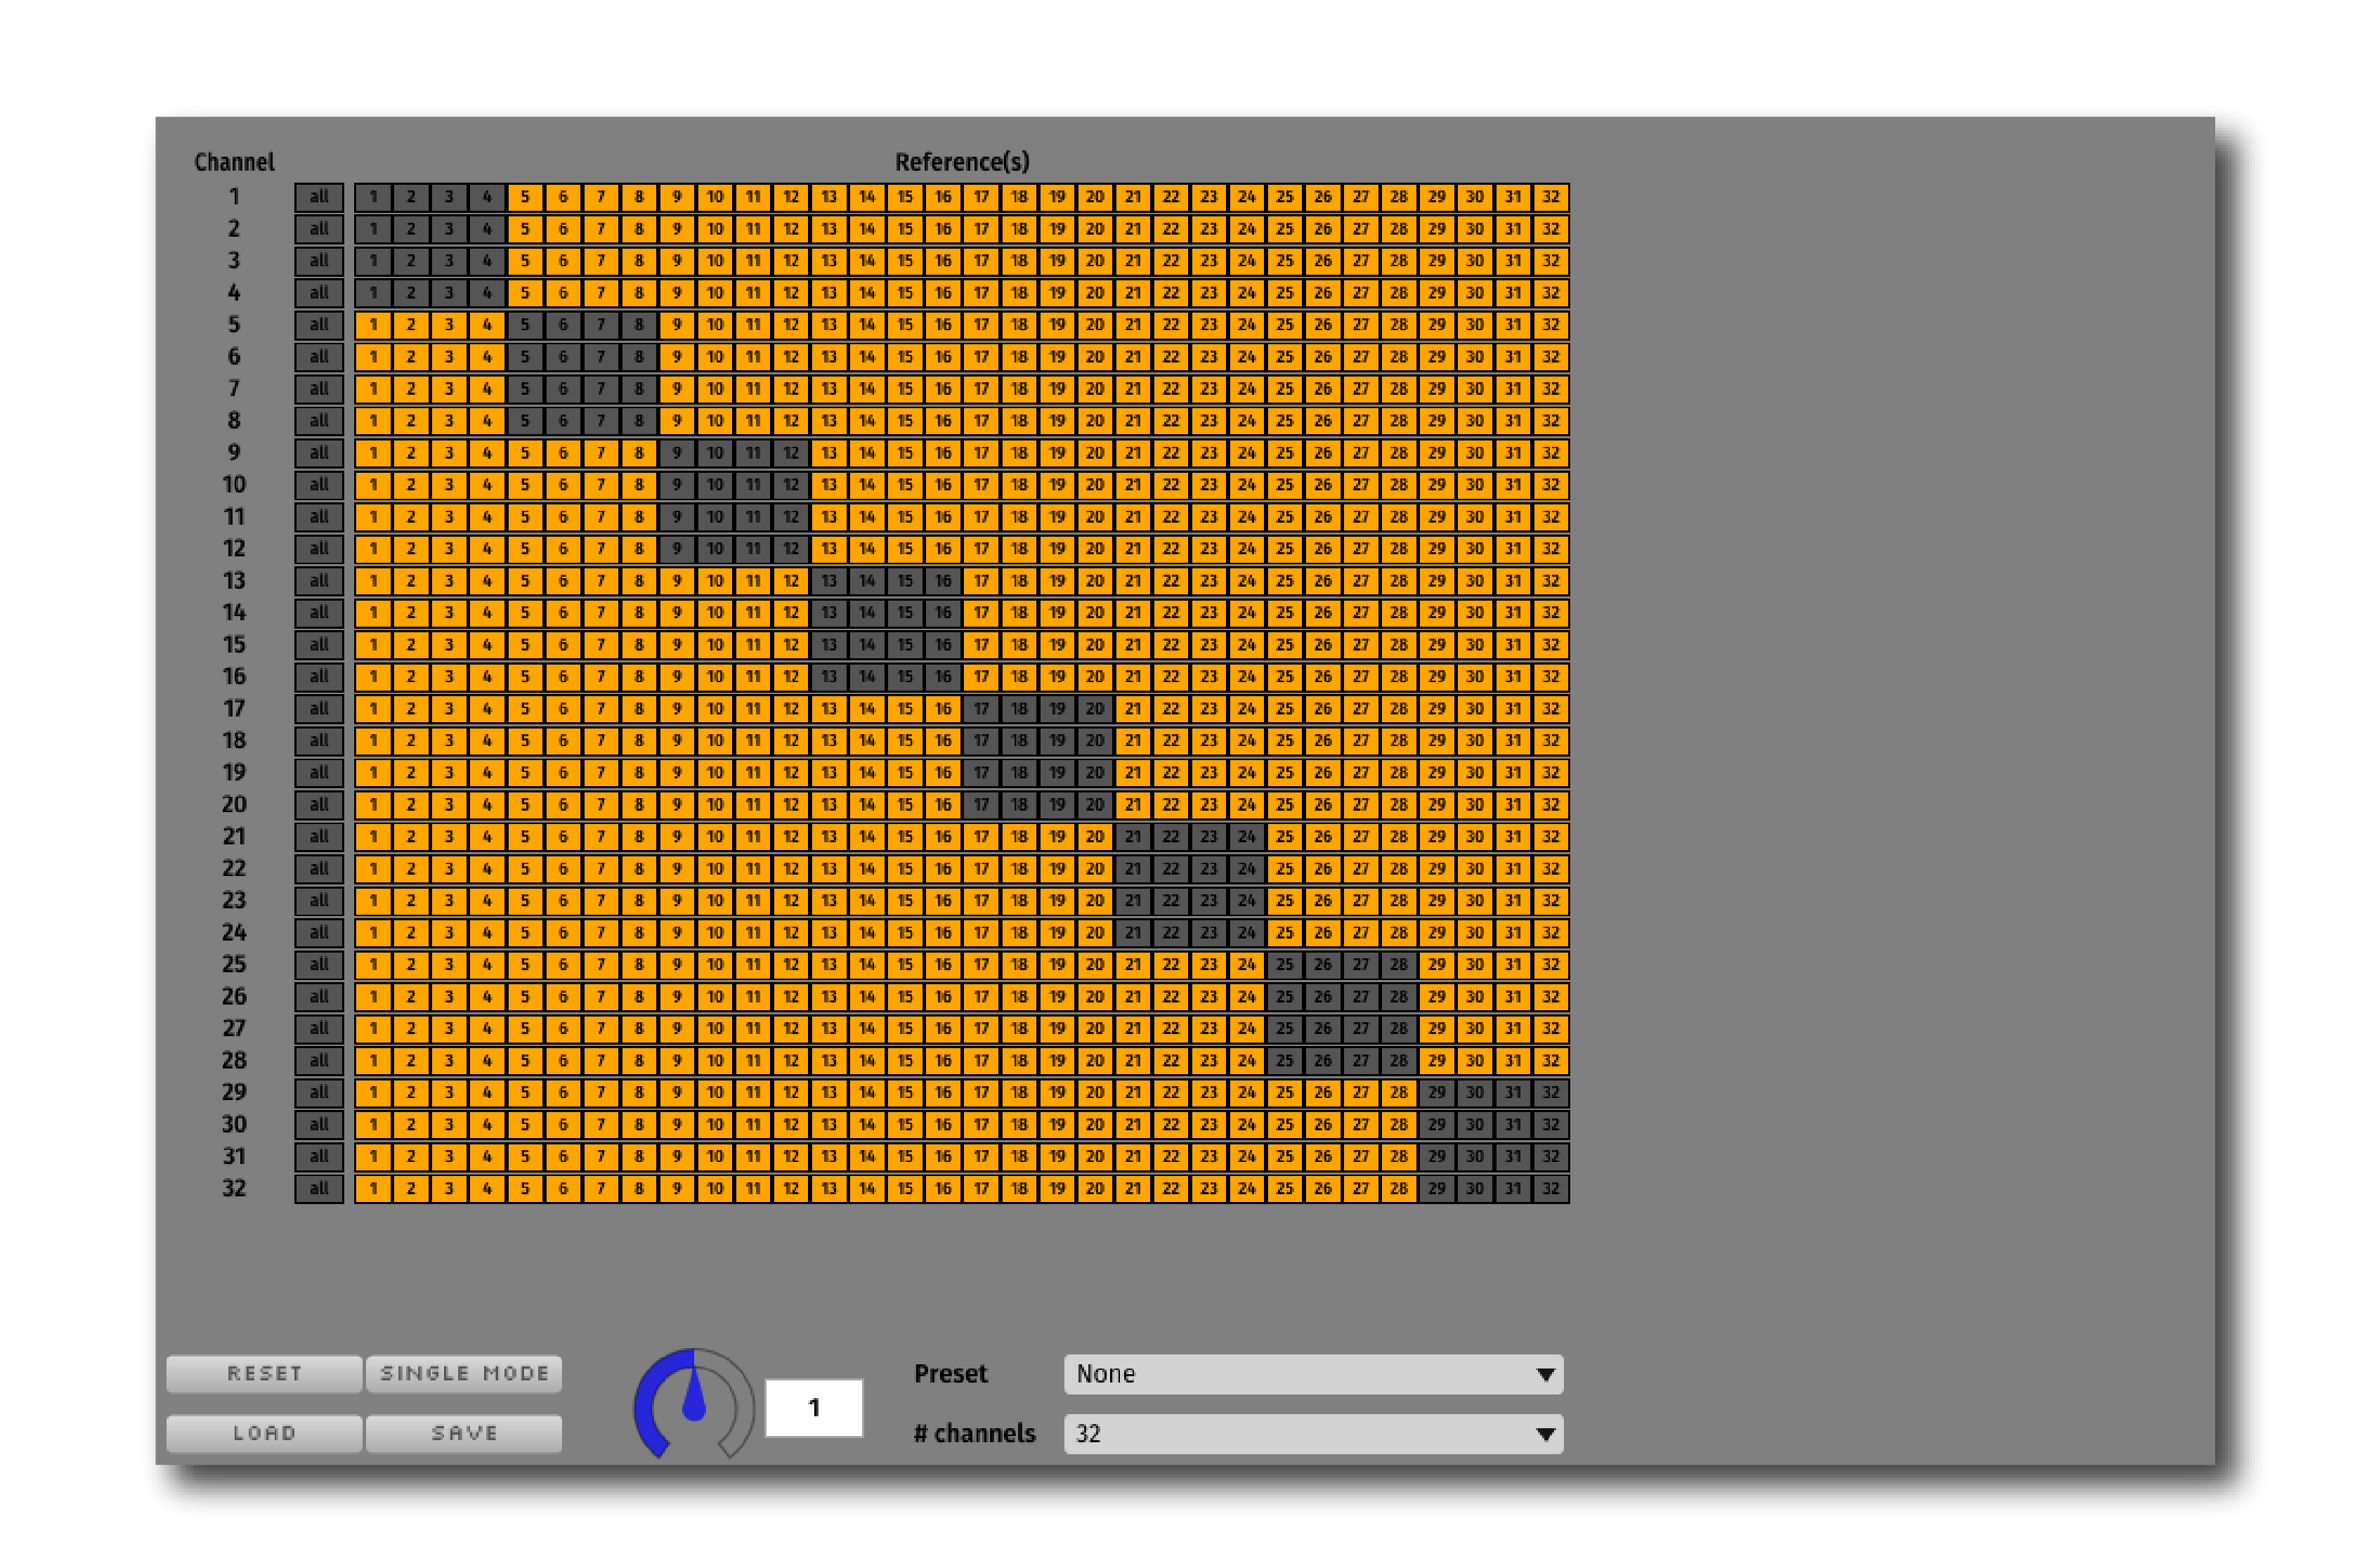 Channel Reference(s)
1 all 1 2 3 4 5 6 7 8 9 10 11 12 13 14 15 16 17 18 19 20 21 22 23 24 25 26 27 28 29 30 31 32
2 all 1 2 3 4 5 6 7 8 9 10 11 12 13 14 15 16 17 18 19 20 21 22 23 24 25 26 27 28 29 30 31 32
3 all 1 2 3 4 5 6 7 8 9 10 11 12 13 14 15 16 17 18 19 20 21 22 23 24 25 26 27 28 29 30 31 32
4 all 1 2 3 4 5 6 7 8 9 10 11 12 13 14 15 16 17 18 19 20 21 22 23 24 25 26 27 28 29 30 31 32
5 all 1 2 3 4 5 6 7 8 9 10 11 12 13 14 15 16 17 18 19 20 21 22 23 24 25 26 27 28 29 30 31 32
6 all 1 2 3 4 5 6 7 8 9 10 11 12 13 14 15 16 17 18 19 20 21 22 23 24 25 26 27 28 29 30 31 32
7 all 1 2 3 4 5 6 7 8 9 10 11 12 13 14 15 16 17 18 19 20 21 22 23 24 25 26 27 28 29 30 31 32
8 all 1 2 3 4 5 6 7 8 9 10 11 12 13 14 15 16 17 18 19 20 21 22 23 24 25 26 27 28 29 30 31 32
9 all 1 2 3 4 5 6 7 8 9 10 11 12 13 14 15 16 17 18 19 20 21 22 23 24 25 26 27 28 29 30 31 32
10 all 1 2 3 4 5 6 7 8 9 10 11 12 13 14 15 16 17 18 19 20 21 22 23 24 25 26 27 28 29 30 31 32
11 all 1 2 3 4 5 6 7 8 9 10 11 12 13 14 15 16 17 18 19 20 21 22 23 24 25 26 27 28 29 30 31 32
12 all 1 2 3 4 5 6 7 8 9 10 11 12 13 14 15 16 17 18 19 20 21 22 23 24 25 26 27 28 29 30 31 32
13 all 1 2 3 4 5 6 7 8 9 10 11 12 13 14 15 16 17 18 19 20 21 22 23 24 25 26 27 28 29 30 31 32
14 all 1 2 3 4 5 6 7 8 9 10 11 12 13 14 15 16 17 18 19 20 21 22 23 24 25 26 27 28 29 30 31 32
15 all 1 2 3 4 5 6 7 8 9 10 11 12 13 14 15 16 17 18 19 20 21 22 23 24 25 26 27 28 29 30 31 32
16 all 1 2 3 4 5 6 7 8 9 10 11 12 13 14 15 16 17 18 19 20 21 22 23 24 25 26 27 28 29 30 31 32
17 all 1 2 3 4 5 6 7 8 9 10 11 12 13 14 15 16 17 18 19 20 21 22 23 24 25 26 27 28 29 30 31 32
18 all 1 2 3 4 5 6 7 8 9 10 11 12 13 14 15 16 17 18 19 20 21 22 23 24 25 26 27 28 29 30 31 32
19 all 1 2 3 4 5 6 7 8 9 10 11 12 13 14 15 16 17 18 19 20 21 22 23 24 25 26 27 28 29 30 31 32
20 all 1 2 3 4 5 6 7 8 9 10 11 12 13 14 15 16 17 18 19 20 21 22 23 24 25 26 27 28 29 30 31 32
21 all 1 2 3 4 5 6 7 8 9 10 11 12 13 14 15 16 17 18 19 20 21 22 23 24 25 26 27 28 29 30 31 32
22 all 1 2 3 4 5 6 7 8 9 10 11 12 13 14 15 16 17 18 19 20 21 22 23 24 25 26 27 28 29 30 31 32
23 all 1 2 3 4 5 6 7 8 9 10 11 12 13 14 15 16 17 18 19 20 21 22 23 24 25 26 27 28 29 30 31 32
24 all 1 2 3 4 5 6 7 8 9 10 11 12 13 14 15 16 17 18 19 20 21 22 23 24 25 26 27 28 29 30 31 32
25 all 1 2 3 4 5 6 7 8 9 10 11 12 13 14 15 16 17 18 19 20 21 22 23 24 25 26 27 28 29 30 31 32
26 all 1 2 3 4 5 6 7 8 9 10 11 12 13 14 15 16 17 18 19 20 21 22 23 24 25 26 27 28 29 30 31 32
27 all 1 2 3 4 5 6 7 8 9 10 11 12 13 14 15 16 17 18 19 20 21 22 23 24 25 26 27 28 29 30 31 32
28 all 1 2 3 4 5 6 7 8 9 10 11 12 13 14 15 16 17 18 19 20 21 22 23 24 25 26 27 28 29 30 31 32
29 all 1 2 3 4 5 6 7 8 9 10 11 12 13 14 15 16 17 18 19 20 21 22 23 24 25 26 27 28 29 30 31 32
30 all 1 2 3 4 5 6 7 8 9 10 11 12 13 14 15 16 17 18 19 20 21 22 23 24 25 26 27 28 29 30 31 32
31 all 1 2 3 4 5 6 7 8 9 10 11 12 13 14 15 16 17 18 19 20 21 22 23 24 25 26 27 28 29 30 31 32
32 all 1 2 3 4 5 6 7 8 9 10 11 12 13 14 15 16 17 18 19 20 21 22 23 24 25 26 27 28 29 30 31 32
RESET SINGLE MODE Preset None
1
LOAD SAVE # channels 32